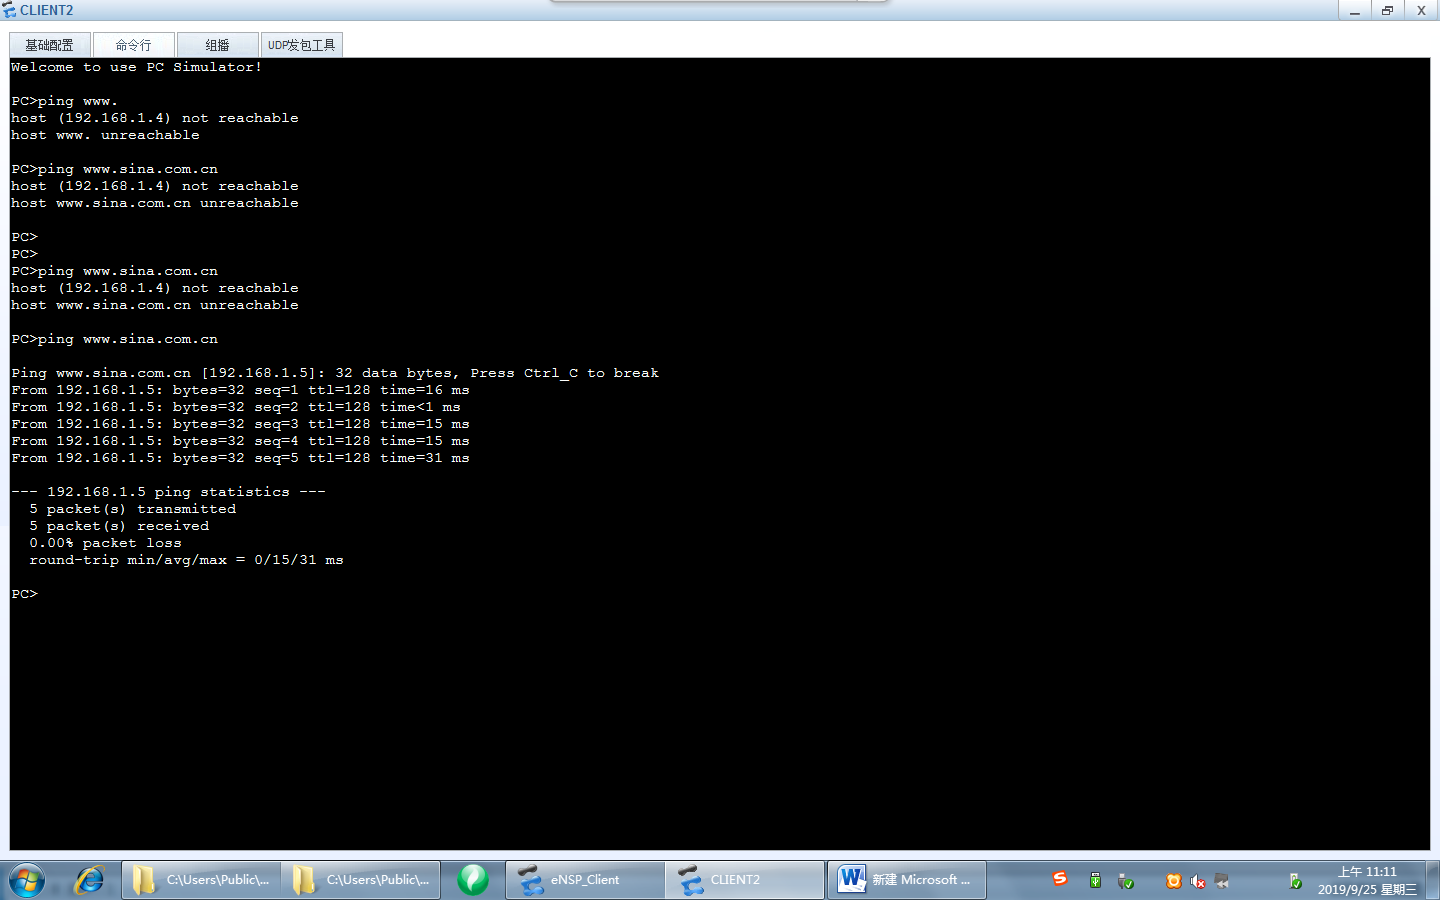 CLIENT2
基础配置 命令行 组播 UDP发包工具
Welcome to use PC Simulator!
PC>ping www.
host (192.168.1.4) not reachable
host www. unreachable
PC>ping www.sina.com.cn
host (192.168.1.4) not reachable
host www.sina.com.cn unreachable
PC>
PC>
PC>ping www.sina.com.cn
host (192.168.1.4) not reachable
host www.sina.com.cn unreachable
PC>ping www.sina.com.cn
Ping www.sina.com.cn [192.168.1.5]: 32 data bytes, Press Ctrl_C to break
From 192.168.1.5: bytes=32 seq=1 ttl=128 time=16 ms
From 192.168.1.5: bytes=32 seq=2 ttl=128 time<1 ms
From 192.168.1.5: bytes=32 seq=3 ttl=128 time=15 ms
From 192.168.1.5: bytes=32 seq=4 ttl=128 time=15 ms
From 192.168.1.5: bytes=32 seq=5 ttl=128 time=31 ms
--- 192.168.1.5 ping statistics ---
5 packet(s) transmitted
5 packet(s) received
0.00% packet loss
round-trip min/avg/max = 0/15/31 ms
PC>
C:\Users\Public\... C:\Users\Public\... eNSP_Client CLIENT2 新建 Microsoft ... 上午 11:11
2019/9/25 星期三